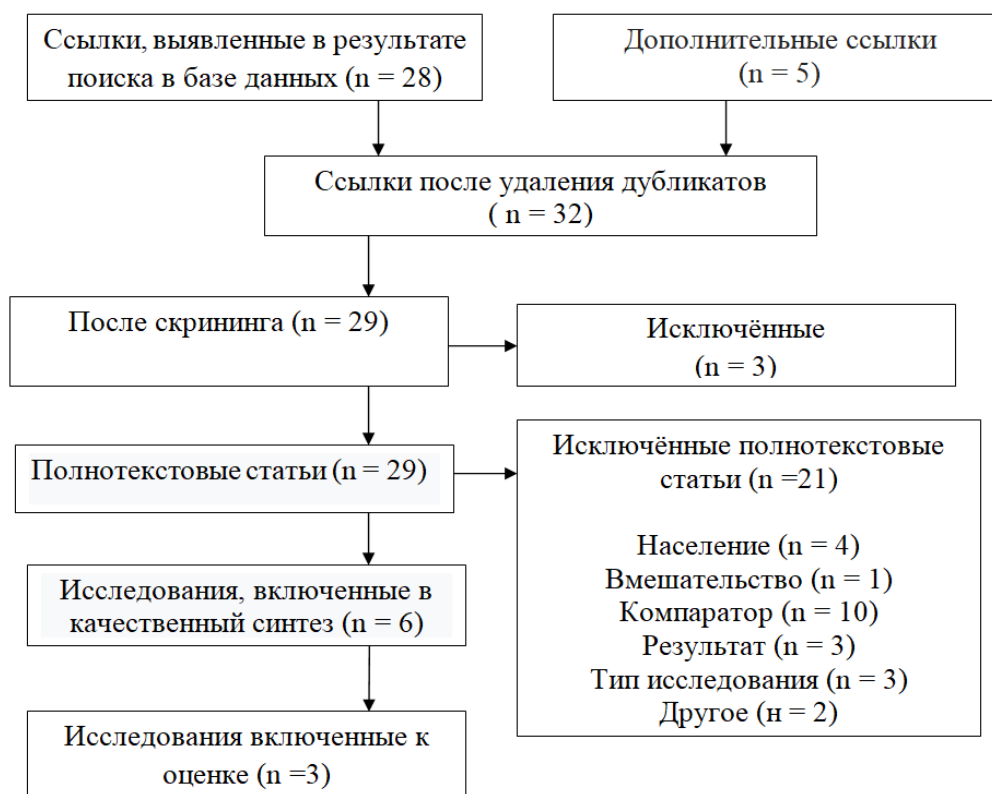 Ссылки, выявленные в результате
поиска в базе данных (n = 28)
Дополнительные ссылки
(n = 5)
Ссылки после удаления дубликатов
( n = 32)
После скрининга (n = 29)
Исключённые
(n = 3)
Полнотекстовые статьи (n = 29)
Исключённые полнотекстовые
статьи (n =21)
Население (n = 4)
Вмешательство (n = 1)
Компаратор (n = 10)
Результат (n = 3)
Тип исследования (n = 3)
Другое (н = 2)
Исследования, включенные в
качественный синтез (n = 6)
Исследования включенные к
оценке (n =3)